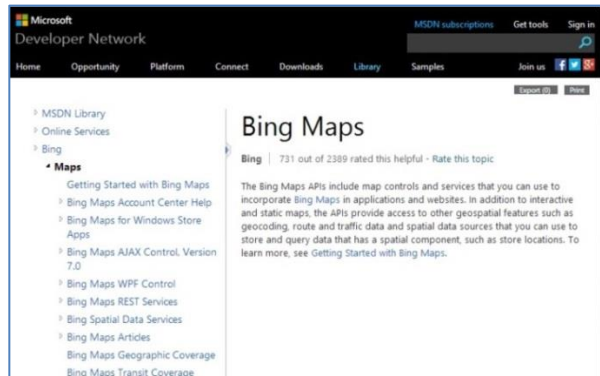 Microsoft
Developer Network
MSDN subscriptions Get tools Sign in
Home Opportunity Platform Connect Downloads Library Samples Join us
Export (0) Print
MSDN Library
Online Services
Bing
Maps
Getting Started with Bing Maps
Bing Maps Account Center Help
Bing Maps for Windows Store
Apps
Bing Maps AJAX Control, Version
7.0
Bing Maps WPF Control
Bing Maps REST Services
Bing Spatial Data Services
Bing Maps Articles
Bing Maps Geographic Coverage
Bing Maps Transit Coverage
Bing Maps
Bing | 731 out of 2389 rated this helpful - Rate this topic
The Bing Maps APIs include map controls and services that you can use to
incorporate Bing Maps in applications and websites. In addition to interactive
and static maps, the APIs provide access to other geospatial features such as
geocoding, route and traffic data and spatial data sources that you can use to
store and query data that has a spatial component, such as store locations. To
learn more, see Getting Started with Bing Maps.